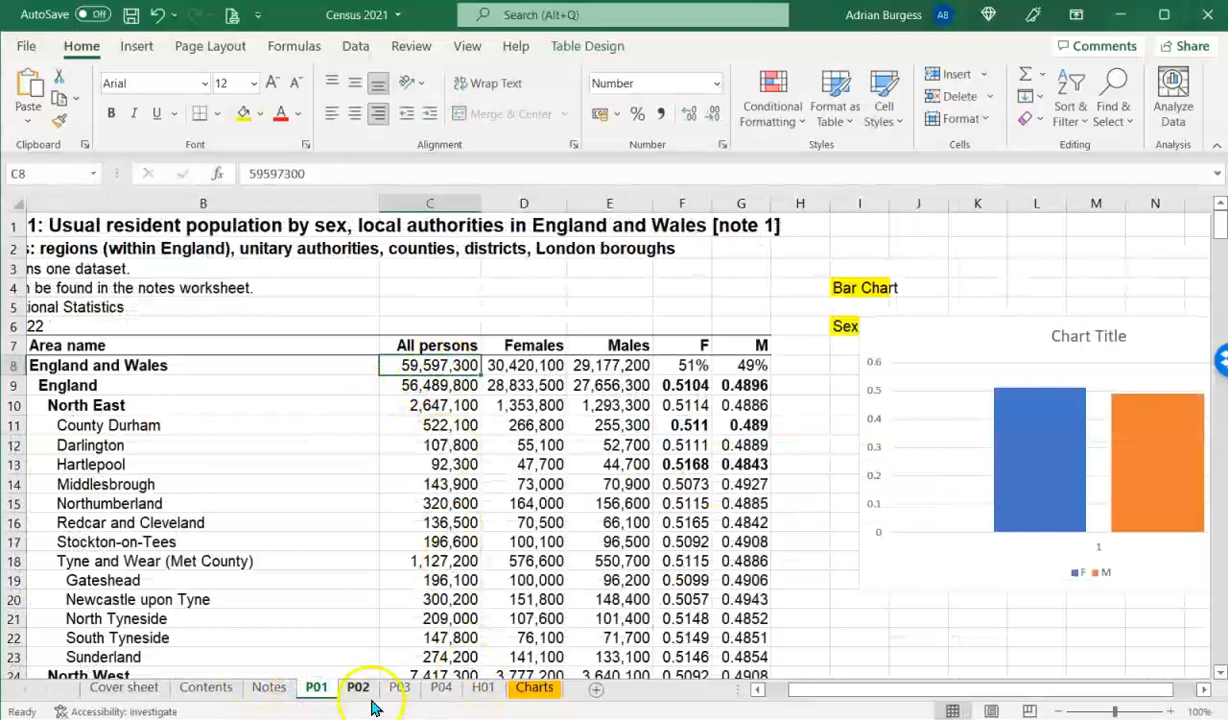 AutoSave Off Census 2021 Search (Alt+Q) Adrian Burgess AB
File Home Insert Page Layout Formulas Data Review View Help Table Design Comments Share
Paste Arial 12 Wrap Text Number Conditional Formatting Format as Table Cell Styles Insert Sort & Filter Find & Select Analyze Data
B I U A Merge & Center % Delete
Format
Clipboard Font Alignment Number Styles Cells Editing Analysis
C8 fx 59597300
B C D E F G H I J K L M N
1 1: Usual resident population by sex, local authorities in England and Wales [note 1]
2 s: regions (within England), unitary authorities, counties, districts, London boroughs
3 ns one dataset.
4 n be found in the notes worksheet. Bar Chart
5 ional Statistics
6 22 Sex
Chart Title
7 Area name All persons Females Males F M
8 England and Wales 59,597,300 30,420,100 29,177,200 51% 49%
9 England 56,489,800 28,833,500 27,656,300 0.5104 0.4896
10 North East 2,647,100 1,353,800 1,293,300 0.5114 0.4886
11 County Durham 522,100 266,800 255,300 0.511 0.489
12 Darlington 107,800 55,100 52,700 0.5111 0.4889
13 Hartlepool 92,300 47,700 44,700 0.5168 0.4843
14 Middlesbrough 143,900 73,000 70,900 0.5073 0.4927
15 Northumberland 320,600 164,000 156,600 0.5115 0.4885
16 Redcar and Cleveland 136,500 70,500 66,100 0.5165 0.4842
17 Stockton-on-Tees 196,600 100,100 96,500 0.5092 0.4908
18 Tyne and Wear (Met County) 1,127,200 576,600 550,700 0.5115 0.4886
19 Gateshead 196,100 100,000 96,200 0.5099 0.4906
20 Newcastle upon Tyne 300,200 151,800 148,400 0.5057 0.4943
21 North Tyneside 209,000 107,600 101,400 0.5148 0.4852
22 South Tyneside 147,800 76,100 71,700 0.5149 0.4851
23 Sunderland 274,200 141,100 133,100 0.5146 0.4854
24 North West 7,417,300 3,777,200 3,640,200 0.5092 0.4908
0.6
0.5
0.4
0.3
0.2
0.1
0
1
F M
Cover sheet Contents Notes P01 P02 P03 P04 H01 Charts
Ready Accessibility: Investigate 100%